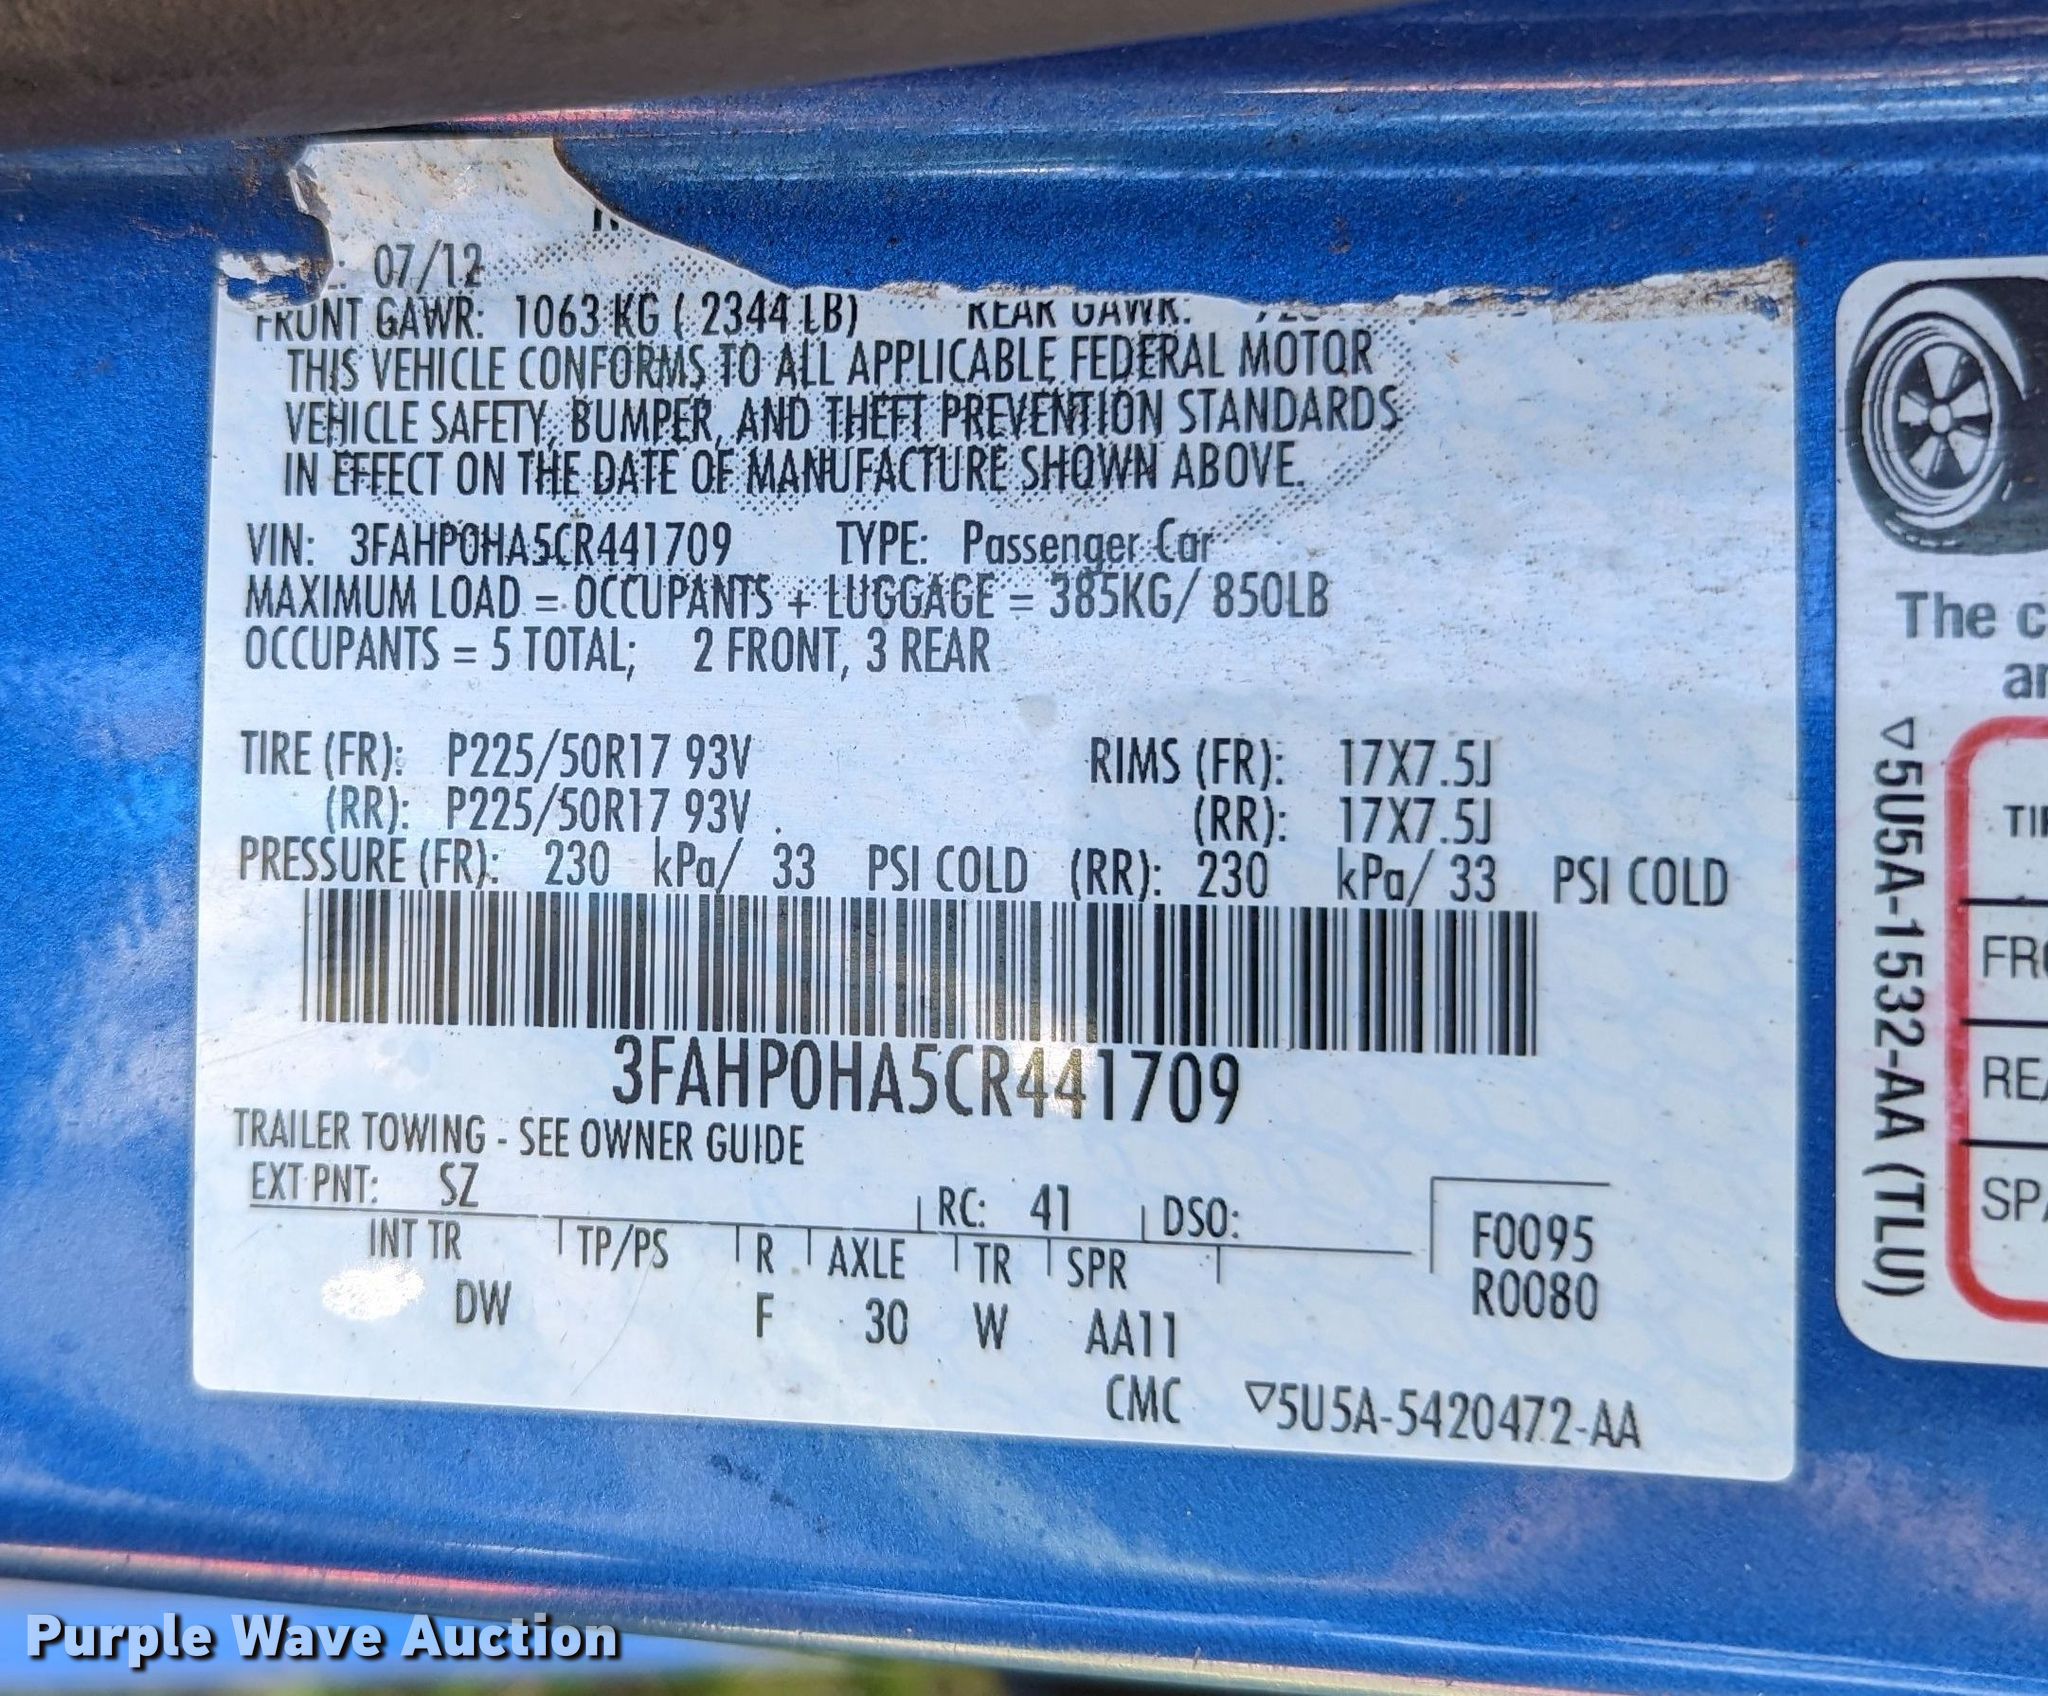 07/12
FRONT GAWR: 1063 KG ( 2344 LB) REAR GAWR:
THIS VEHICLE CONFORMS TO ALL APPLICABLE FEDERAL MOTOR
VEHICLE SAFETY, BUMPER, AND THEFT PREVENTION STANDARDS
IN EFFECT ON THE DATE OF MANUFACTURE SHOWN ABOVE.
VIN: 3FAHP0HA5CR441709 TYPE: Passenger Car
MAXIMUM LOAD = OCCUPANTS + LUGGAGE = 385KG/ 850LB
OCCUPANTS = 5 TOTAL; 2 FRONT, 3 REAR
TIRE (FR): P225/50R17 93V RIMS (FR): 17X7.5J
(RR): P225/50R17 93V (RR): 17X7.5J
PRESSURE (FR): 230 kPa/ 33 PSI COLD (RR): 230 kPa/ 33 PSI COLD
3FAHP0HA5CR441709
TRAILER TOWING - SEE OWNER GUIDE
EXT PNT: SZ RC: 41 DSO:
INT TR TP/PS R AXLE TR SPR
DW F 30 W AA11
F0095
R0080
CMC ▽5U5A-5420472-AA
The c
an
▽5U5A-1532-AA (TLU)
TI
FRO
REA
SPA
Purple Wave Auction